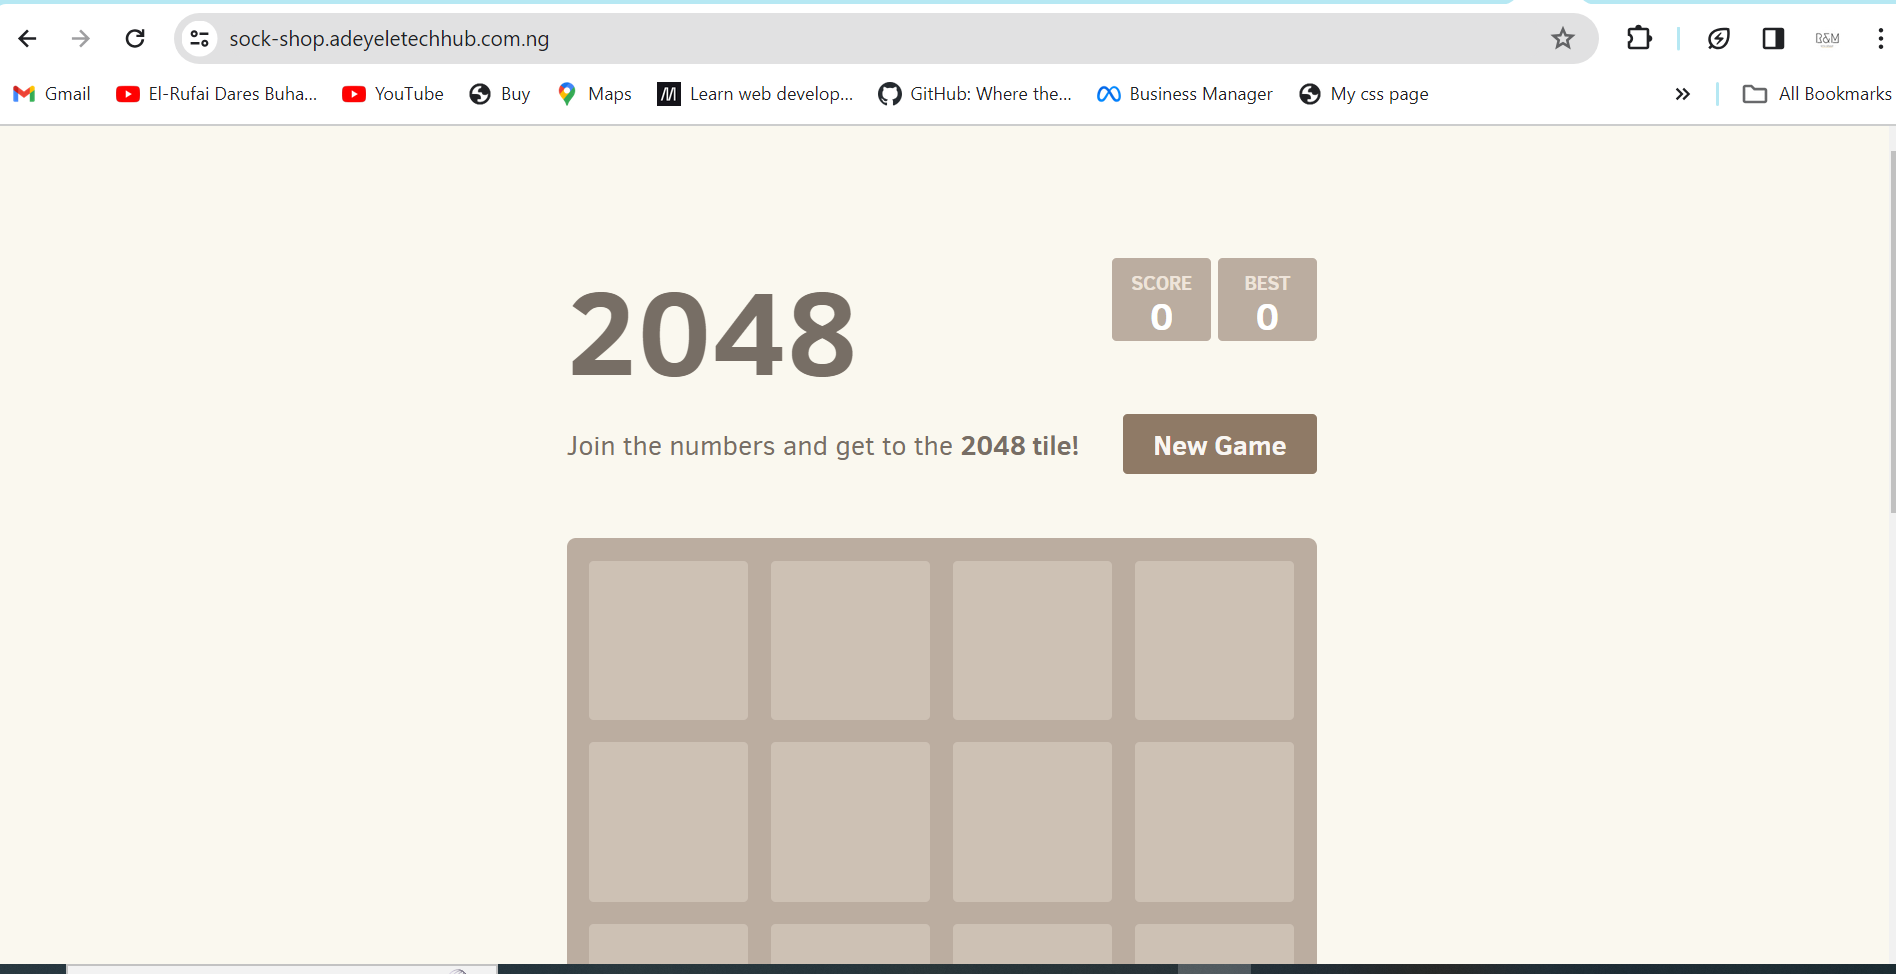 sock-shop.adeyeletechhub.com.ng
R&M
Gmail El-Rufai Dares Buha... YouTube Buy Maps Learn web develop... GitHub: Where the... Business Manager My css page » All Bookmarks
SCORE BEST
0 0
2048
Join the numbers and get to the 2048 tile! New Game